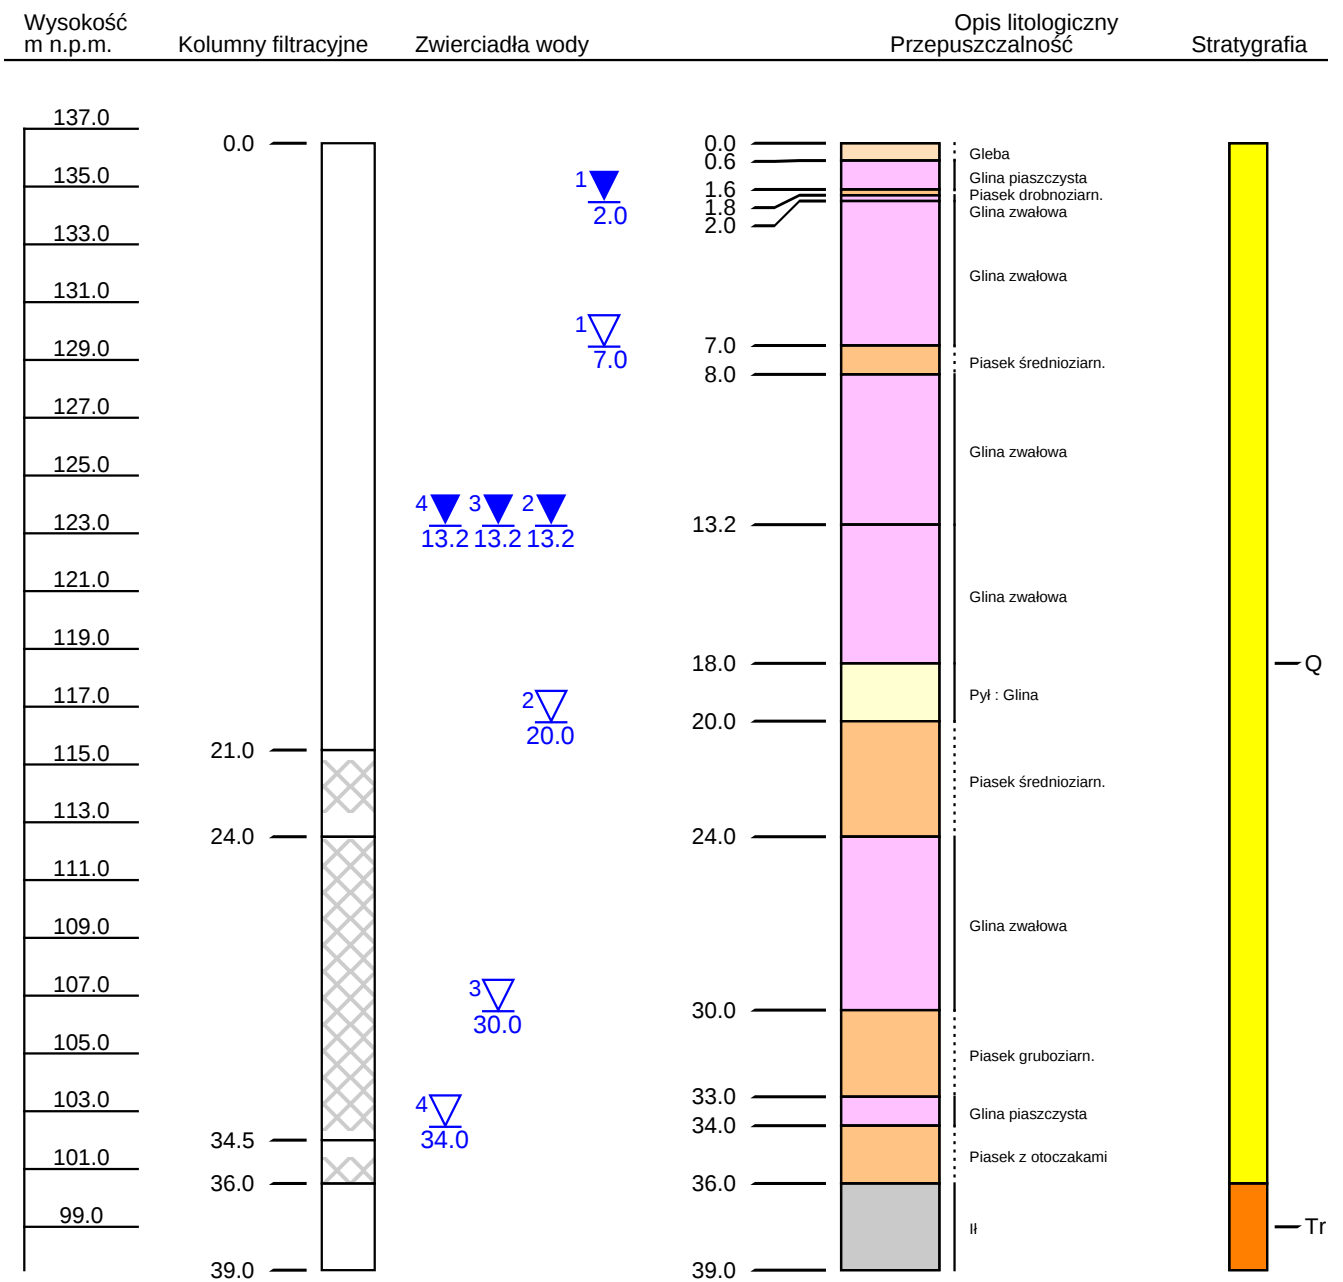 Wysokość
m n.p.m.
Kolumny filtracyjne
Zwierciadła wody
Opis litologiczny
Przepuszczalność
Stratygrafia
137.0
135.0
133.0
131.0
129.0
127.0
125.0
123.0
121.0
119.0
117.0
115.0
113.0
111.0
109.0
107.0
105.0
103.0
101.0
99.0
0.0
21.0
24.0
34.5
36.0
39.0
1
2.0
1
7.0
4 3 2
13.2 13.2 13.2
2
20.0
3
30.0
4
34.0
0.0
0.6
1.6
1.8
2.0
7.0
8.0
13.2
18.0
20.0
24.0
30.0
33.0
34.0
36.0
39.0
Gleba
Glina piaszczysta
Piasek drobnoziarn.
Glina zwałowa
Glina zwałowa
Piasek średnioziarn.
Glina zwałowa
Glina zwałowa
Pył : Glina
Piasek średnioziarn.
Glina zwałowa
Piasek gruboziarn.
Glina piaszczysta
Piasek z otoczakami
Ił
Q
Tr